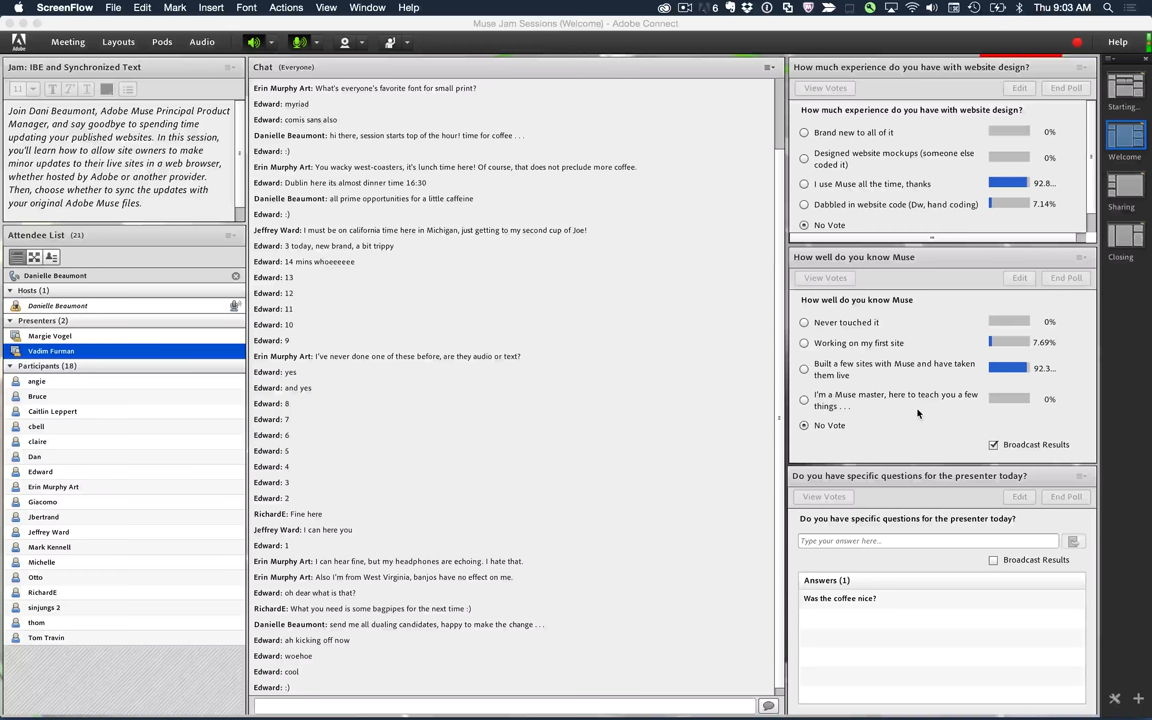 ScreenFlow File Edit Mark Insert Font Actions View Window Help
Thu 9:03 AM
Muse Jam Sessions (Welcome) - Adobe Connect
Adobe
Meeting Layouts Pods Audio
Help
Jam: IBE and Synchronized Text
11
Join Dani Beaumont, Adobe Muse Principal Product
Manager, and say goodbye to spending time
updating your published websites. In this session,
you'll learn how to allow site owners to make
minor updates to their live sites in a web browser,
whether hosted by Adobe or another provider.
Then, choose whether to sync the updates with
your original Adobe Muse files.
Attendee List (21)
Danielle Beaumont
Hosts (1)
Danielle Beaumont
Presenters (2)
Margie Vogel
Vadim Furman
Participants (18)
angie
Bruce
Caitlin Leppert
cbell
claire
Dan
Edward
Erin Murphy Art
Giacomo
Jbertrand
Jeffrey Ward
Mark Kennell
Michelle
Otto
RichardE
sinjungs 2
thom
Tom Travin
Chat (Everyone)
Erin Murphy Art: What's everyone's favorite font for small print?
Edward: myriad
Edward: comis sans also
Danielle Beaumont: hi there, session starts top of the hour! time for coffee . . .
Edward: :)
Erin Murphy Art: You wacky west-coasters, it's lunch time here! Of course, that does not preclude more coffee.
Edward: Dublin here its almost dinner time 16:30
Danielle Beaumont: all prime opportunities for a little caffeine
Edward: :)
Jeffrey Ward: I must be on california time here in Michigan, just getting to my second cup of Joe!
Edward: 3 today, new brand, a bit trippy
Edward: 14 mins whoeeeeee
Edward: 13
Edward: 12
Edward: 11
Edward: 10
Edward: 9
Erin Murphy Art: I've never done one of these before, are they audio or text?
Edward: yes
Edward: and yes
Edward: 8
Edward: 7
Edward: 6
Edward: 5
Edward: 4
Edward: 3
Edward: 2
RichardE: Fine here
Jeffrey Ward: I can here you
Edward: 1
Erin Murphy Art: I can hear fine, but my headphones are echoing. I hate that.
Erin Murphy Art: Also I'm from West Virginia, banjos have no effect on me.
Edward: oh dear what is that?
RichardE: What you need is some bagpipes for the next time :)
Danielle Beaumont: send me all dualing candidates, happy to make the change . . .
Edward: ah kicking off now
Edward: woehoe
Edward: cool
Edward: :)
How much experience do you have with website design?
View Votes Edit End Poll
How much experience do you have with website design?
Brand new to all of it 0%
Designed website mockups (someone else
coded it) 0%
I use Muse all the time, thanks 92.8...
Dabbled in website code (Dw, hand coding) 7.14%
No Vote
How well do you know Muse
View Votes Edit End Poll
How well do you know Muse
Never touched it 0%
Working on my first site 7.69%
Built a few sites with Muse and have taken
them live 92.3...
I'm a Muse master, here to teach you a few
things . . . 0%
No Vote
Broadcast Results
Do you have specific questions for the presenter today?
View Votes Edit End Poll
Do you have specific questions for the presenter today?
Type your answer here...
Broadcast Results
Answers (1)
Was the coffee nice?
Starting...
Welcome
Sharing
Closing